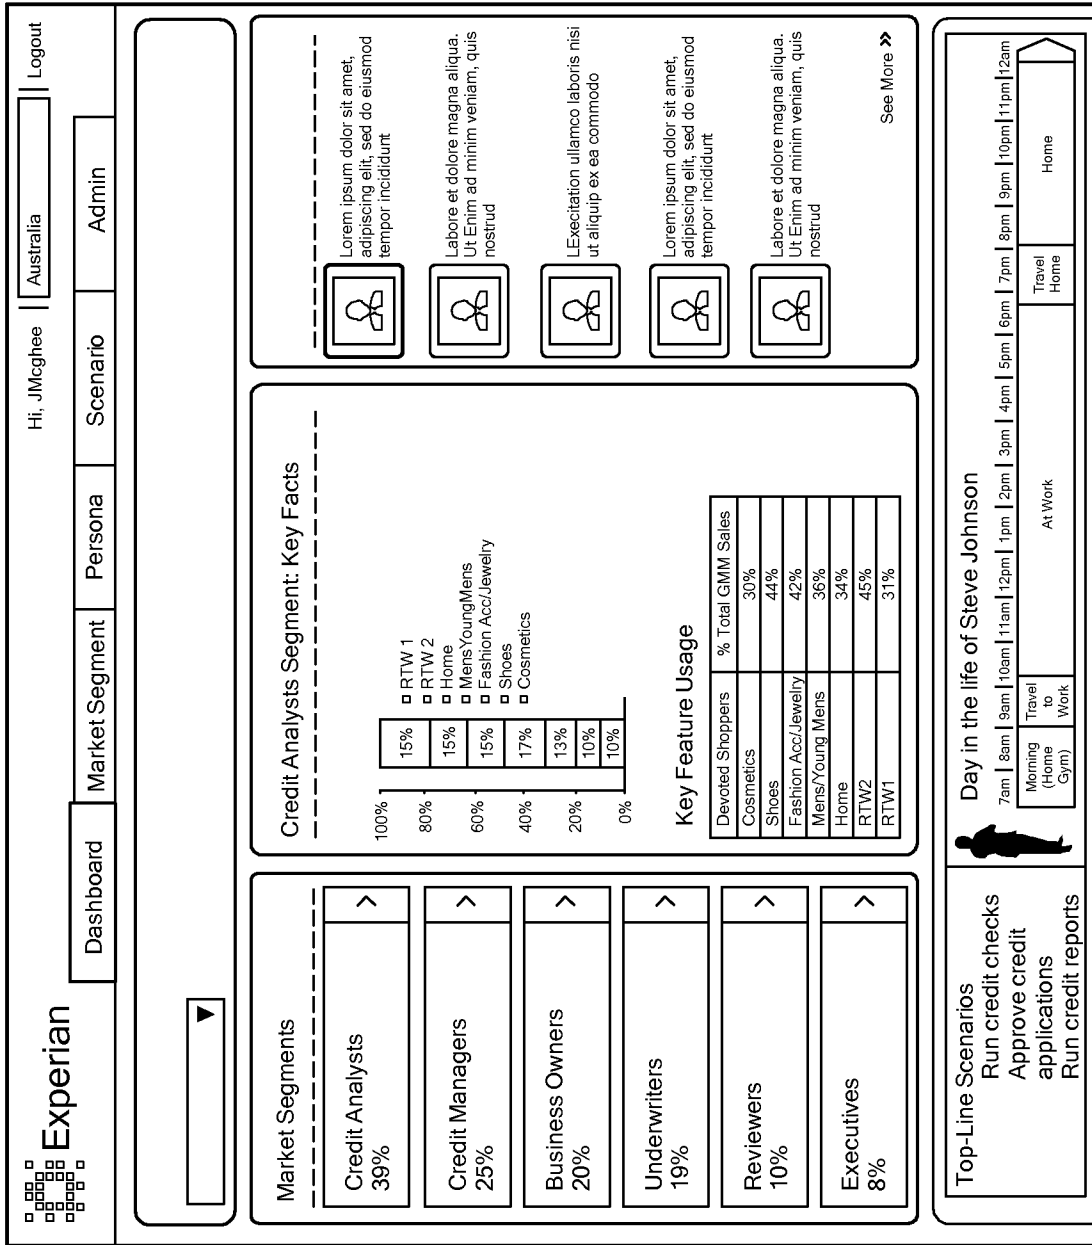 Experian
Hi, JMcghee
Australia
Logout
Dashboard
Market Segment
Persona
Scenario
Admin
Market Segments
Credit Analysts
39%
Credit Managers
25%
Business Owners
20%
Underwriters
19%
Reviewers
10%
Executives
8%
Credit Analysts Segment: Key Facts
100%
80%
60%
40%
20%
0%
15%
15%
15%
17%
13%
10%
10%
RTW 1
RTW 2
Home
MensYoungMens
Fashion Acc/Jewelry
Shoes
Cosmetics
Key Feature Usage
Devoted Shoppers % Total GMM Sales
Cosmetics 30%
Shoes 44%
Fashion Acc/Jewelry 42%
Mens/Young Mens 36%
Home 34%
RTW2 45%
RTW1 31%
Lorem ipsum dolor sit amet,
adipiscing elit, sed do eiusmod
tempor incididunt
Labore et dolore magna aliqua.
Ut Enim ad minim veniam, quis
nostrud
LExecitation ullamco laboris nisi
ut aliquip ex ea commodo
Lorem ipsum dolor sit amet,
adipiscing elit, sed do eiusmod
tempor incididunt
Labore et dolore magna aliqua.
Ut Enim ad minim veniam, quis
nostrud
See More »
Top-Line Scenarios
Run credit checks
Approve credit
applications
Run credit reports
Day in the life of Steve Johnson
7am 8am 9am 10am 11am 12pm 1pm 2pm 3pm 4pm 5pm 6pm 7pm 8pm 9pm 10pm 11pm 12am
Morning
(Home
Gym)
Travel
to
Work
At Work
Travel
Home
Home